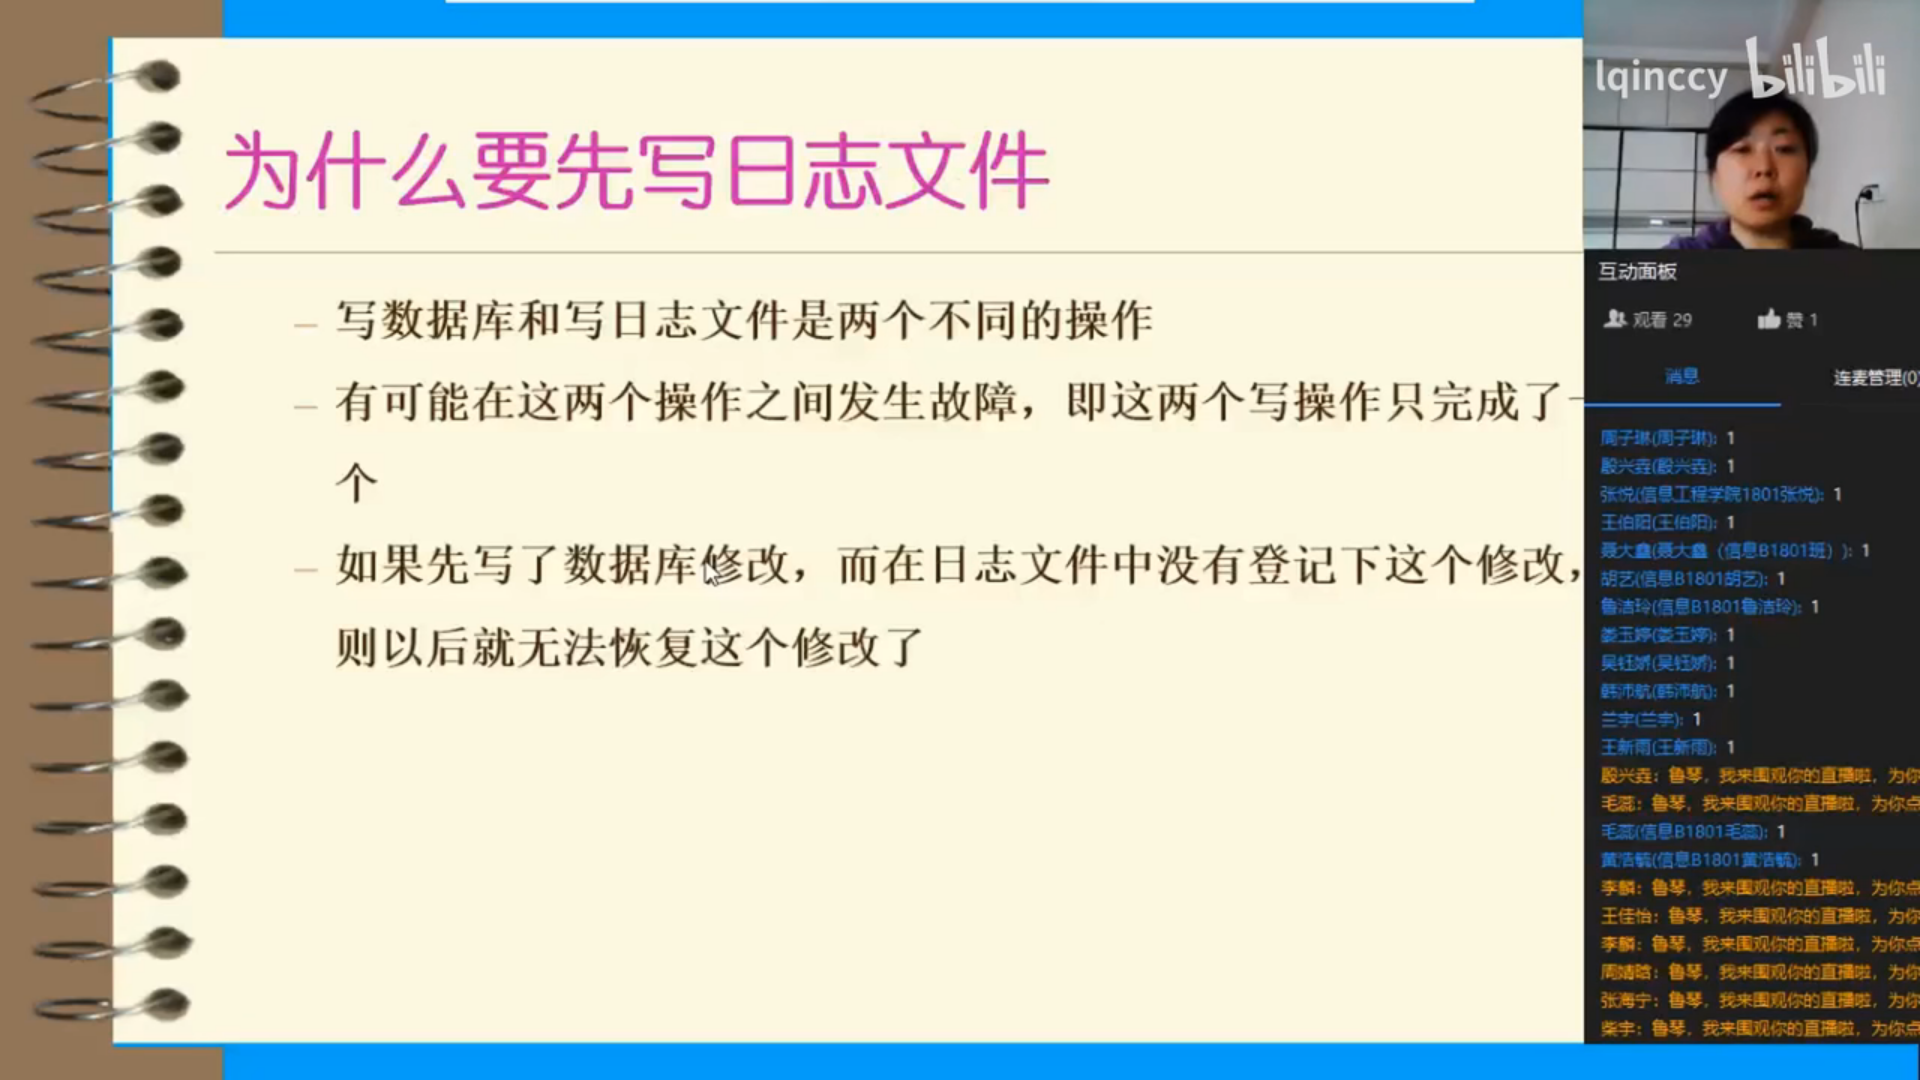 为什么要先写日志文件
写数据库和写日志文件是两个不同的操作
有可能在这两个操作之间发生故障，即这两个写操作只完成了一
个
如果先写了数据库修改，而在日志文件中没有登记下这个修改，
则以后就无法恢复这个修改了
lqinccy bilibili
互动面板
观看 29
赞 1
消息
连麦管理(0)
周子琳(周子琳): 1
殷兴垚(殷兴垚): 1
张悦(信息工程学院1801张悦): 1
王伯阳(王伯阳): 1
聂大鑫(聂大鑫（信息B1801班）): 1
胡艺(信息B1801胡艺): 1
鲁洁玲(信息B1801鲁洁玲): 1
娄玉婷(娄玉婷): 1
吴钰娇(吴钰娇): 1
韩沛航(韩沛航): 1
兰宇(兰宇): 1
王新雨(王新雨): 1
殷兴垚: 鲁琴，我来围观你的直播啦，为你
毛蕊: 鲁琴，我来围观你的直播啦，为你点
毛蕊(信息B1801毛蕊): 1
黄浩毓(信息B1801黄浩毓): 1
李麟: 鲁琴，我来围观你的直播啦，为你点
王佳怡: 鲁琴，我来围观你的直播啦，为你
李麟: 鲁琴，我来围观你的直播啦，为你点
周婧晗: 鲁琴，我来围观你的直播啦，为你
张海宁: 鲁琴，我来围观你的直播啦，为你
柴宇: 鲁琴，我来围观你的直播啦，为你点